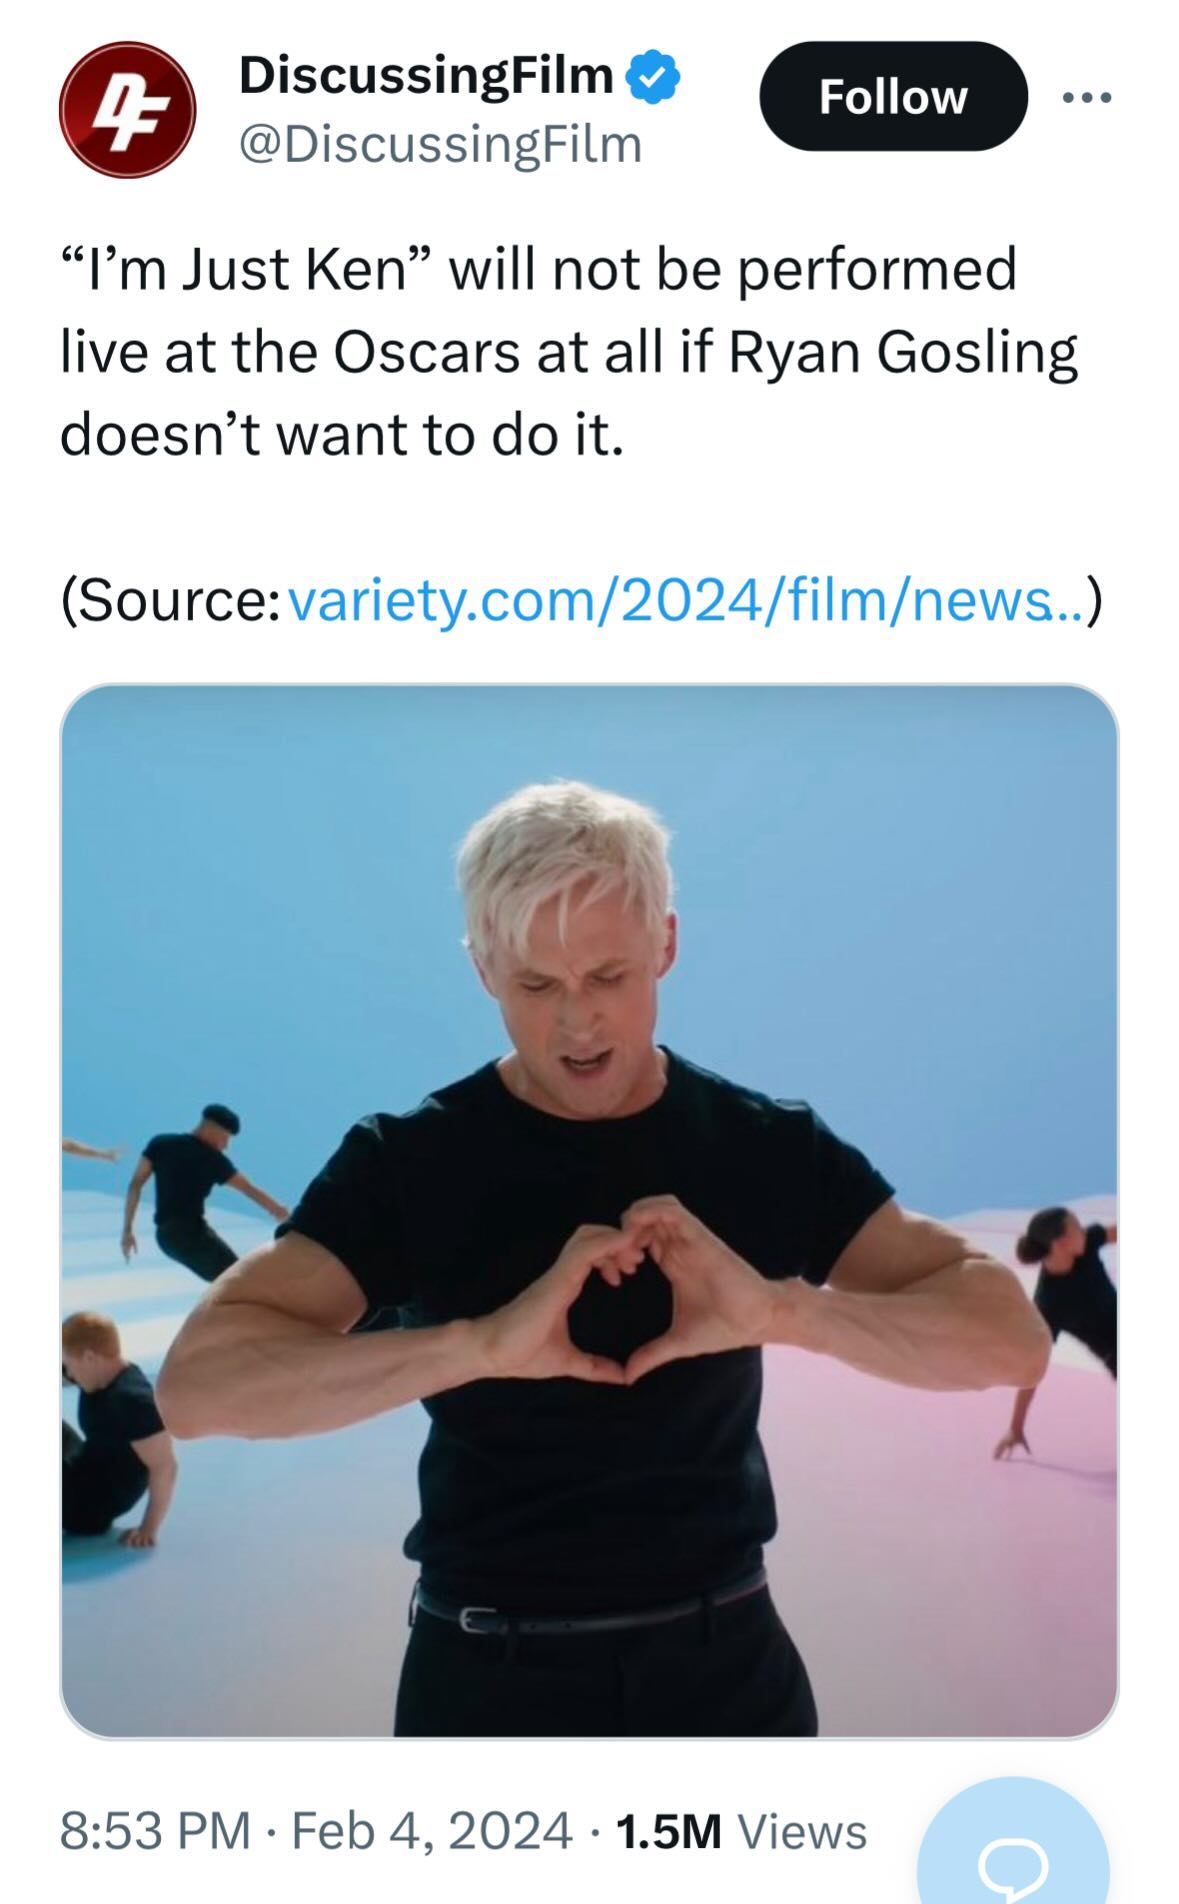 DiscussingFilm
@DiscussingFilm
Follow
“I’m Just Ken” will not be performed
live at the Oscars at all if Ryan Gosling
doesn’t want to do it.
(Source: variety.com/2024/film/news…)
8:53 PM · Feb 4, 2024 · 1.5M Views